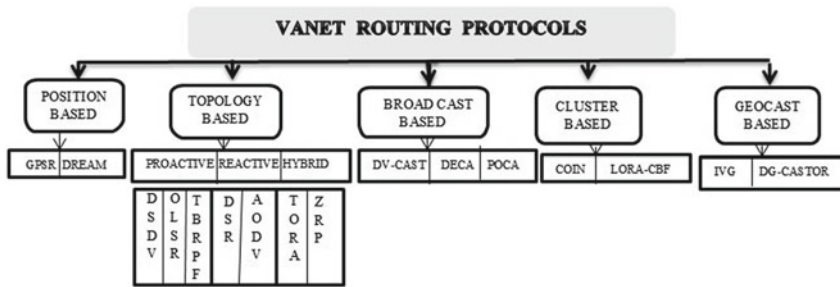 VANET ROUTING PROTOCOLS
POSITION BASED
TOPOLOGY BASED
BROAD CAST BASED
CLUSTER BASED
GEOCAST BASED
GPSR DREAM
PROACTIVE REACTIVE HYBRID
DV-CAST DECA POCA
COIN LORA-CBF
IVG DG-CASTOR
DSDV
OLSR
TBRPF
DSR
AODV
TORA
ZRP